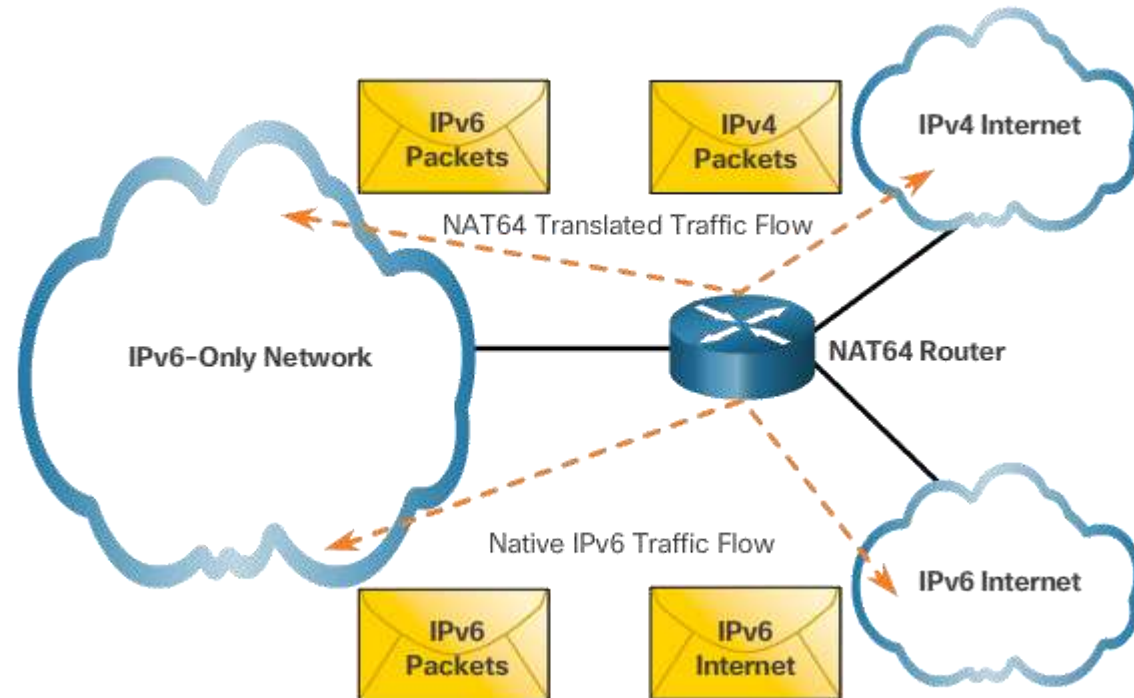 IPv6
Packets
IPv4
Packets
IPv4 Internet
NAT64 Translated Traffic Flow
IPv6-Only Network
NAT64 Router
Native IPv6 Traffic Flow
IPv6 Internet
IPv6
Packets
IPv6
Internet